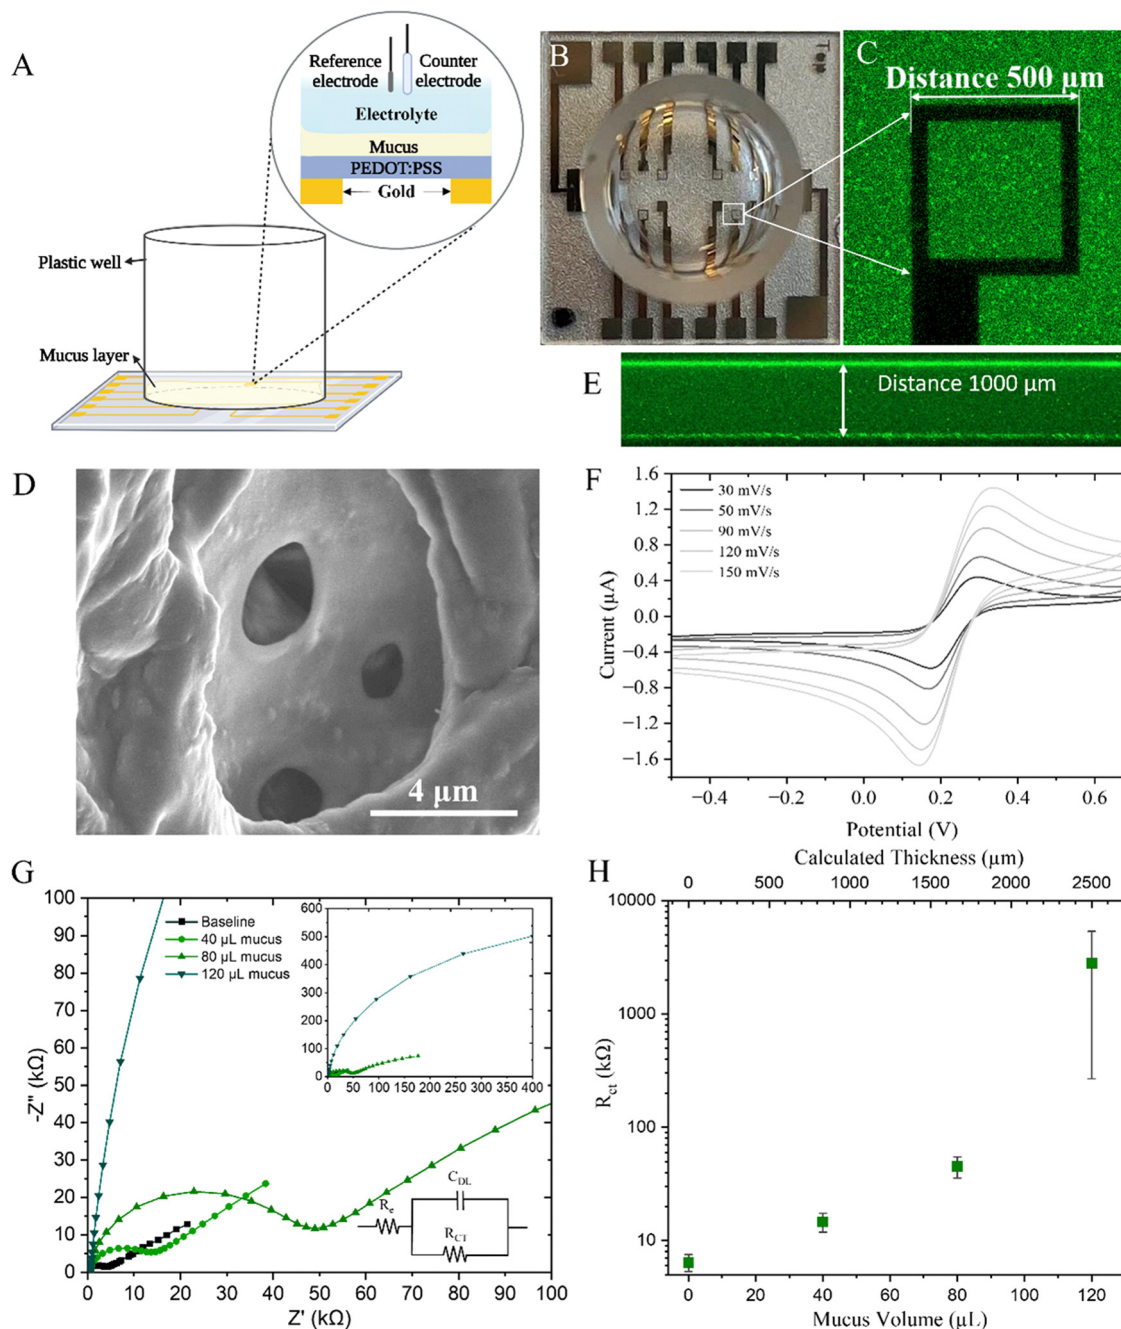 A
Reference
electrode
Counter
electrode
Electrolyte
Mucus
PEDOT:PSS
Gold
Plastic well
Mucus layer
B
Top
C
Distance 500 µm
E
Distance 1000 µm
D
4 µm
F
30 mV/s
50 mV/s
90 mV/s
120 mV/s
150 mV/s
Current (µA)
1.6
1.2
0.8
0.4
0.0
−0.4
−0.8
−1.2
−1.6
−0.4
−0.2
0.0
0.2
0.4
0.6
Potential (V)
G
Baseline
40 µL mucus
80 µL mucus
120 µL mucus
-Z" (kΩ)
100
90
80
70
60
50
40
30
20
10
0
0 10 20 30 40 50 60 70 80 90 100
Z' (kΩ)
600
500
400
300
200
100
0
0 50 100 150 200 250 300 350 400
Re
CDL
RCT
H
Calculated Thickness (µm)
0 500 1000 1500 2000 2500
Rct (kΩ)
10000
1000
100
10
0 20 40 60 80 100 120
Mucus Volume (µL)